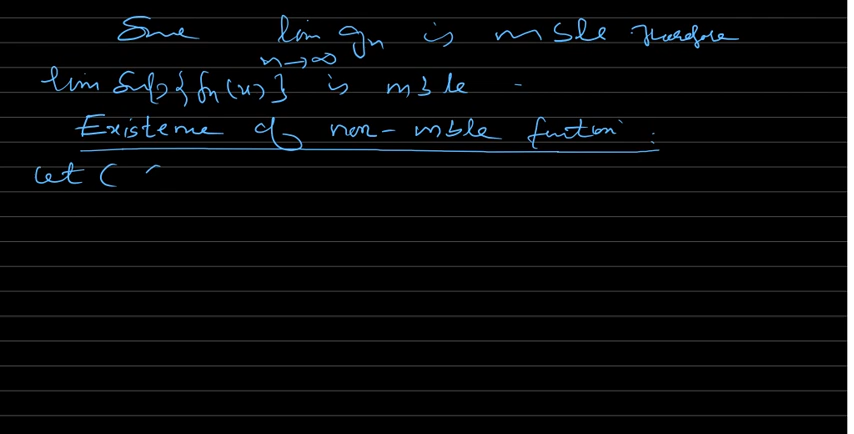 Since lim gn is msble therefore
n→∞
lim sup{fn(x)} is msble
Existence of non-msble function:
Let (